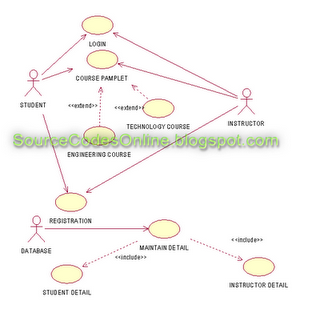 LOGIN
COURSE PAMPLET
STUDENT
<<extend>>
<<extend>>
INSTRUCTOR
TECHNOLOGY COURSE
SourceCodesOnline.blogspot.com
ENGINEERING COURSE
REGISTRATION
DATABASE
MAINTAIN DETAIL
<<include>>
<<include>>
STUDENT DETAIL
INSTRUCTOR DETAIL